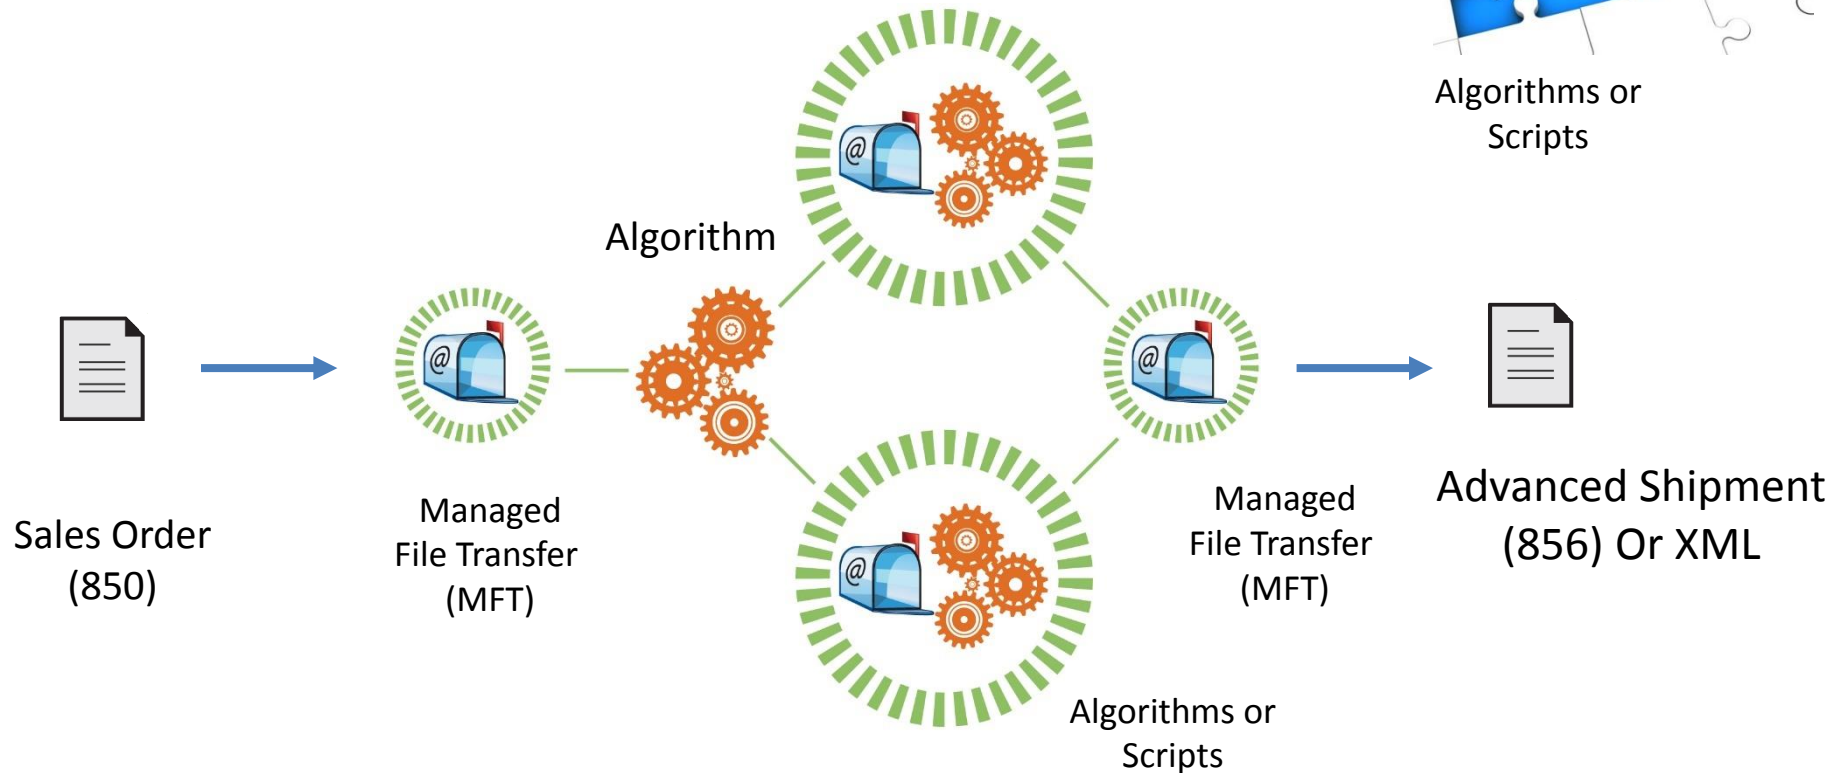 Algorithms or
Scripts
Algorithm
@
@
@
@
Sales Order
(850)
Managed
File Transfer
(MFT)
Managed
File Transfer
(MFT)
Advanced Shipment
(856) Or XML
Algorithms or
Scripts